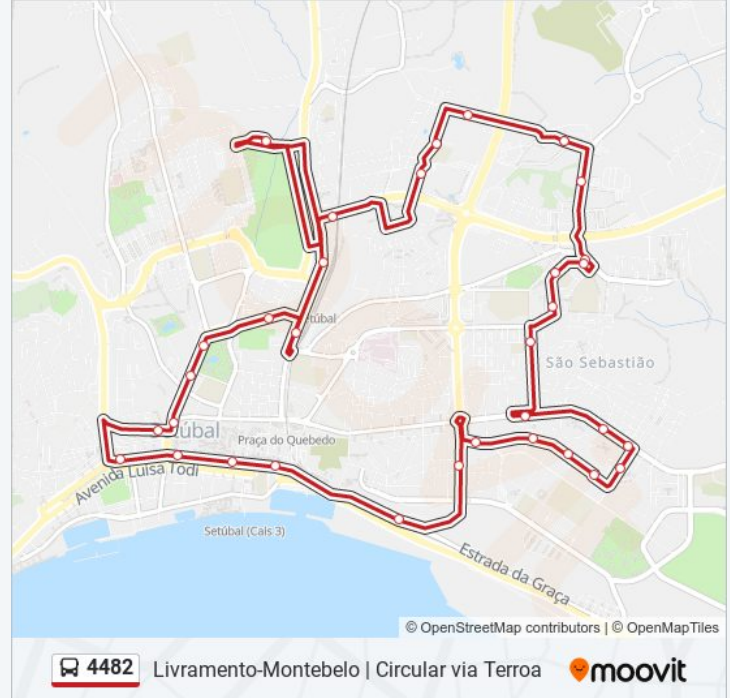 túbal
São Sebastião
Praça do Quebedo
Avenida Luísa Todi
Setúbal (Cais 3)
Estrada da Graça
© OpenStreetMap contributors | © OpenMapTiles
4482 Livramento-Montebelo | Circular via Terroa moovit